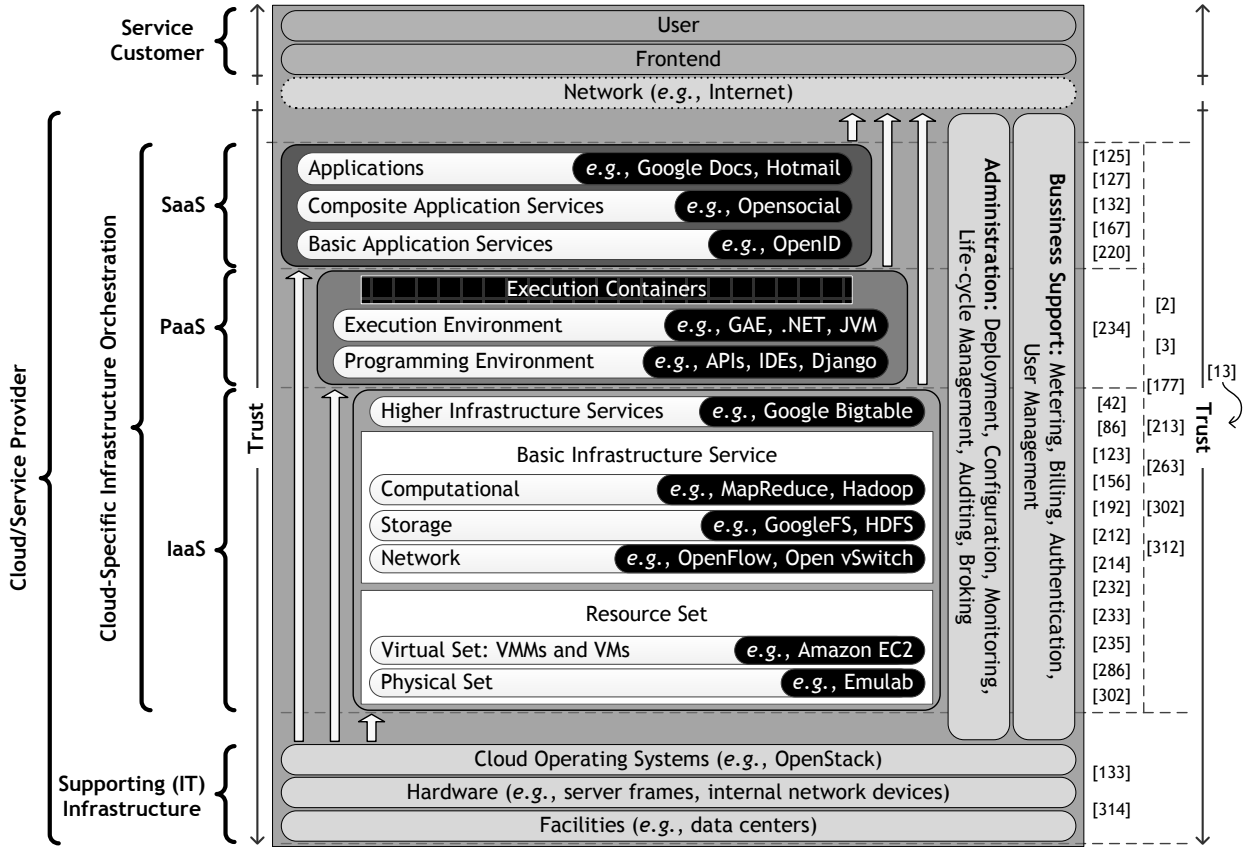 Service
Customer
User
Frontend
Network (e.g., Internet)
Cloud/Service Provider
Cloud-Specific Infrastructure Orchestration
SaaS
PaaS
IaaS
Supporting (IT)
Infrastructure
Trust
Applications
e.g., Google Docs, Hotmail
Composite Application Services
e.g., Opensocial
Basic Application Services
e.g., OpenID
Execution Containers
Execution Environment
e.g., GAE, .NET, JVM
Programming Environment
e.g., APIs, IDEs, Django
Higher Infrastructure Services
e.g., Google Bigtable
Basic Infrastructure Service
Computational
e.g., MapReduce, Hadoop
Storage
e.g., GoogleFS, HDFS
Network
e.g., OpenFlow, Open vSwitch
Resource Set
Virtual Set: VMMs and VMs
e.g., Amazon EC2
Physical Set
e.g., Emulab
Cloud Operating Systems (e.g., OpenStack)
Hardware (e.g., server frames, internal network devices)
Facilities (e.g., data centers)
Administration: Deployment, Configuration, Monitoring,
Life-cycle Management, Auditing, Broking
Bussiness Support: Metering, Billing, Authentication,
User Management
[125]
[127]
[132]
[167]
[220]
[234]
[42]
[86]
[123]
[156]
[192]
[212]
[214]
[232]
[233]
[235]
[286]
[302]
[133]
[314]
[2]
[3]
[177]
[213]
[263]
[302]
[312]
Trust
[13]